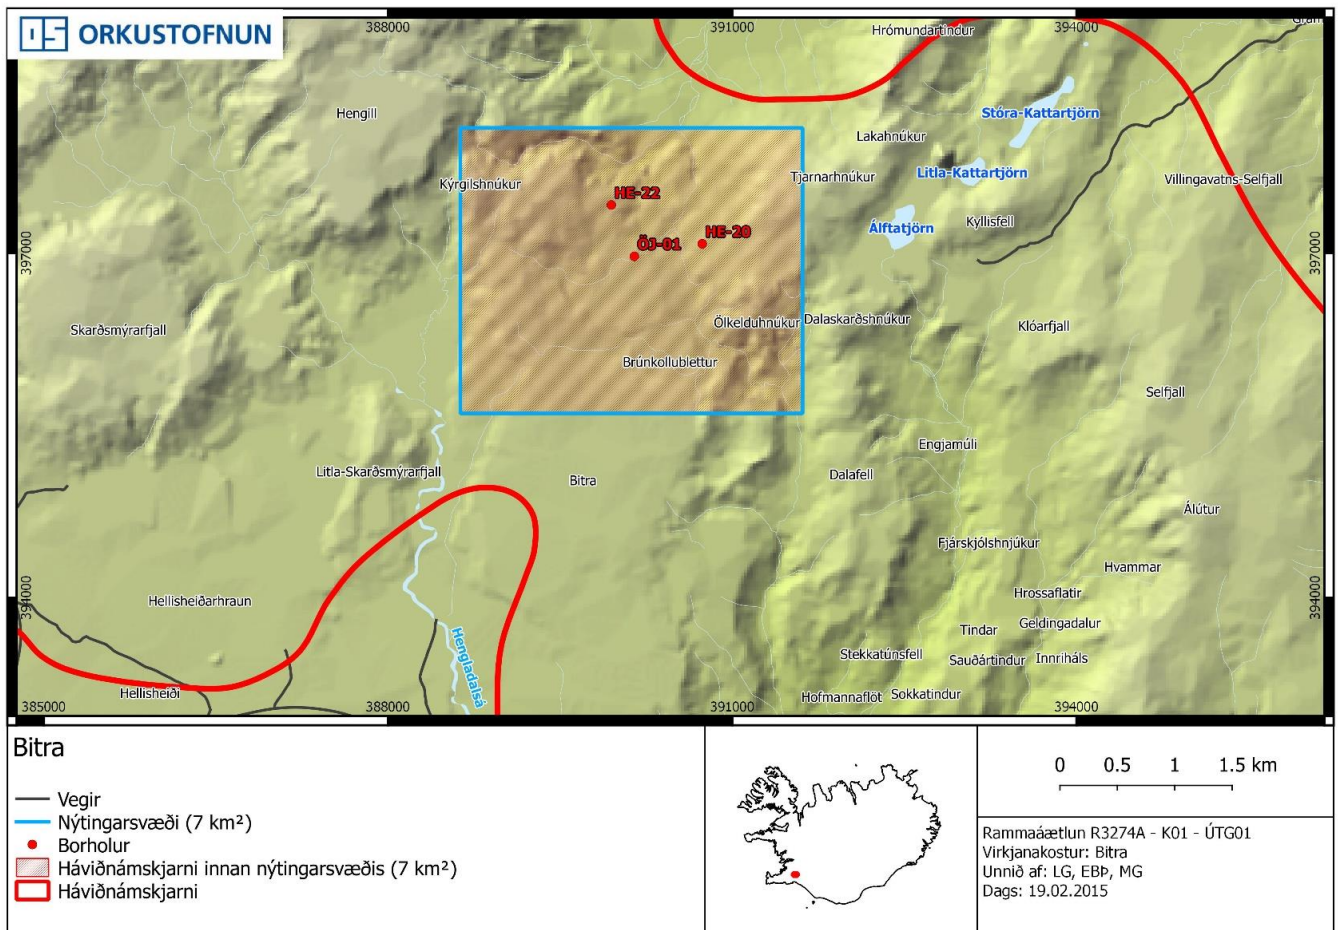 OS ORKUSTOFNUN
388000
391000
394000
Hrómundartindur
Hengill
Stóra-Kattartjörn
Lakahnúkur
Litla-Kattartjörn
Tjarnarhnúkur
Villingavatns-Selfjall
Kýrgilshnúkur
HE-22
Kyllisfell
Álftatjörn
HE-20
ÖJ-01
397000
397000
Skarðsmýrarfjall
Ölkelduhnúkur
Dalaskarðshnúkur
Klóarfjall
Brúnkollublettur
Selfjall
Engjamúli
Litla-Skarðsmýrarfjall
Bitra
Dalafell
Álútur
Fjárskjólshnjúkur
Hvammar
394000
394000
Hellisheiðarhraun
Hrossaflatir
Geldingadalur
Tindar
Hengladalsá
Stekkatúnsfell
Sauðártindur
Innriháls
Hellisheiði
Hofmannaflöt
Sokkatindur
385000
388000
391000
394000
Bitra
Vegir
Nýtingarsvæði (7 km²)
Borholur
Háviðnámskjarni innan nýtingarsvæðis (7 km²)
Háviðnámskjarni
0 0.5 1 1.5 km
Rammaáætlun R3274A - K01 - ÚTG01
Virkjanakostur: Bitra
Unnið af: LG, EBÞ, MG
Dags: 19.02.2015